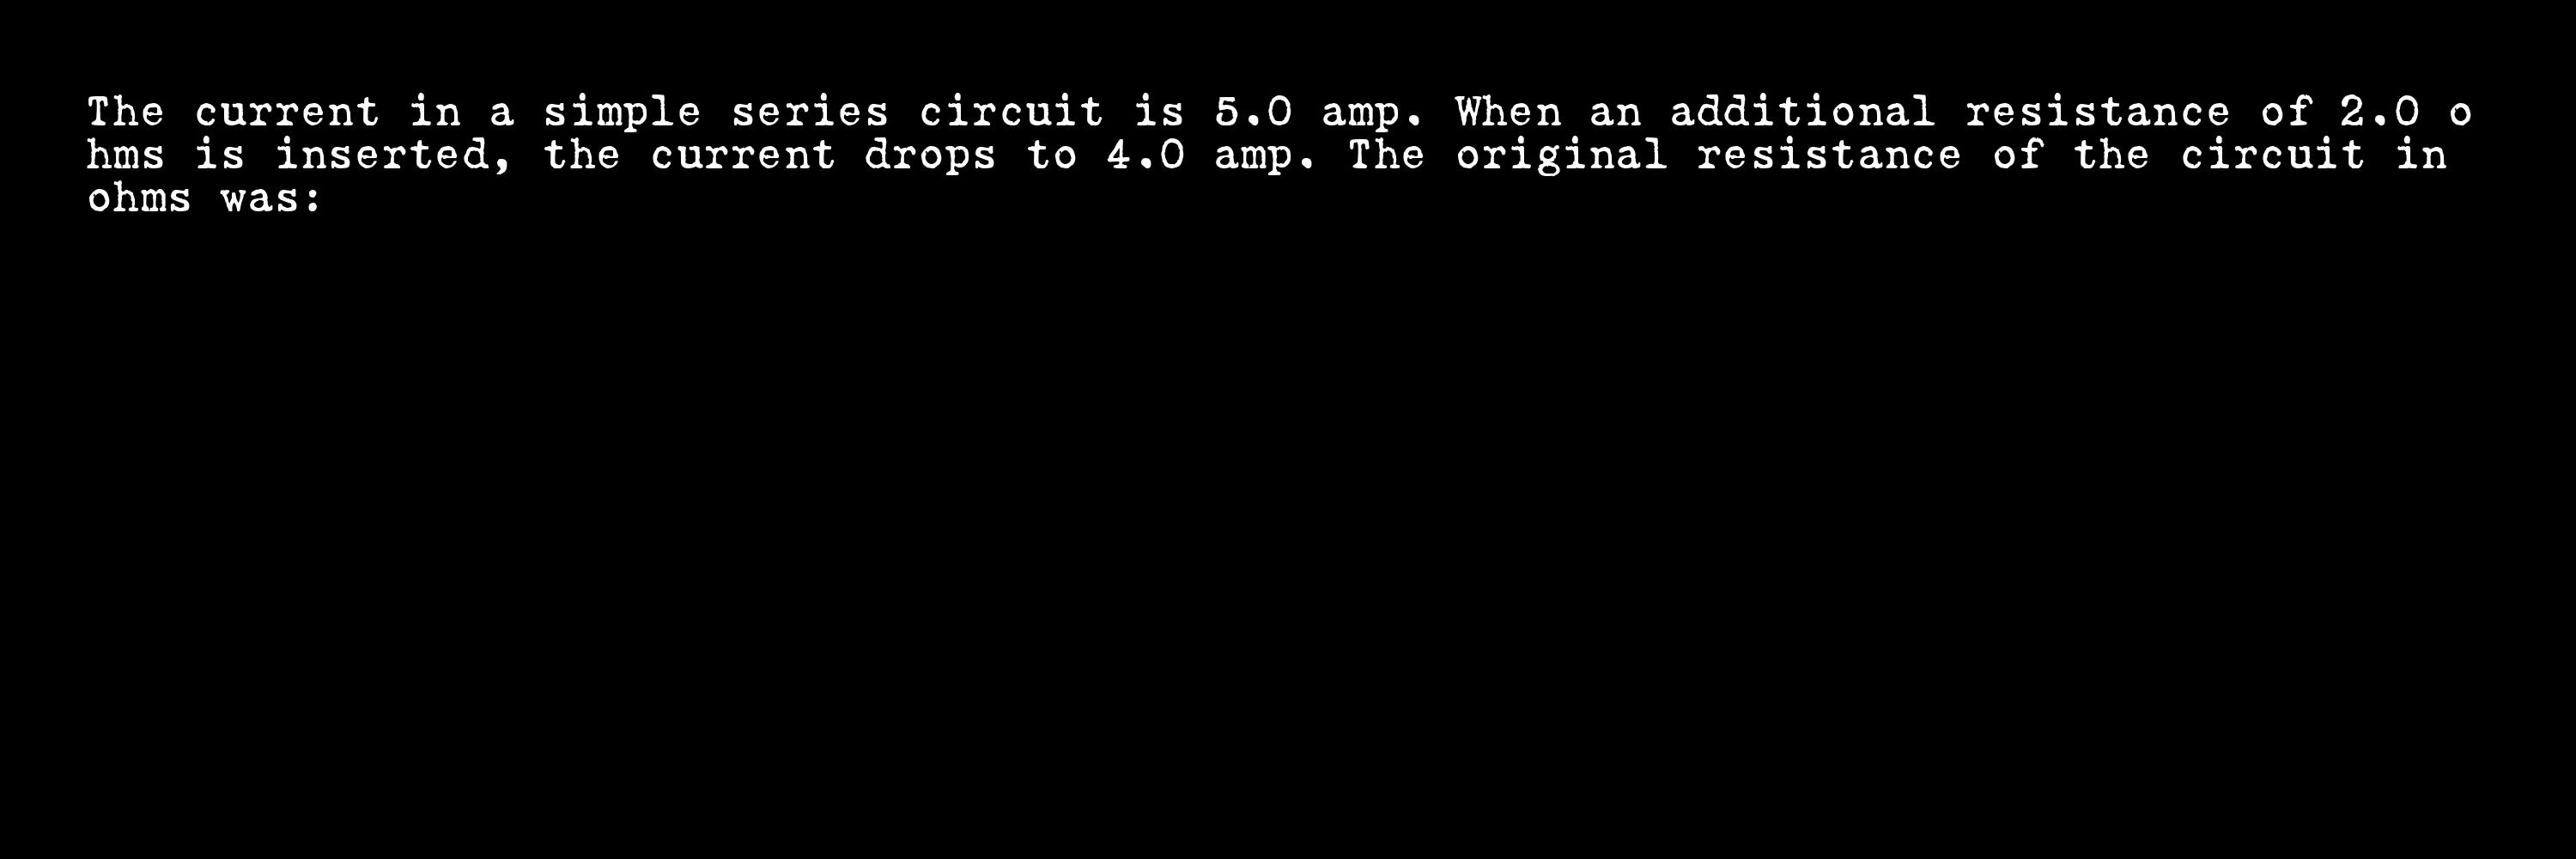 The current in a simple series circuit is 5.0 amp. When an additional resistance of 2.0 o
hms is inserted, the current drops to 4.0 amp. The original resistance of the circuit in
ohms was: